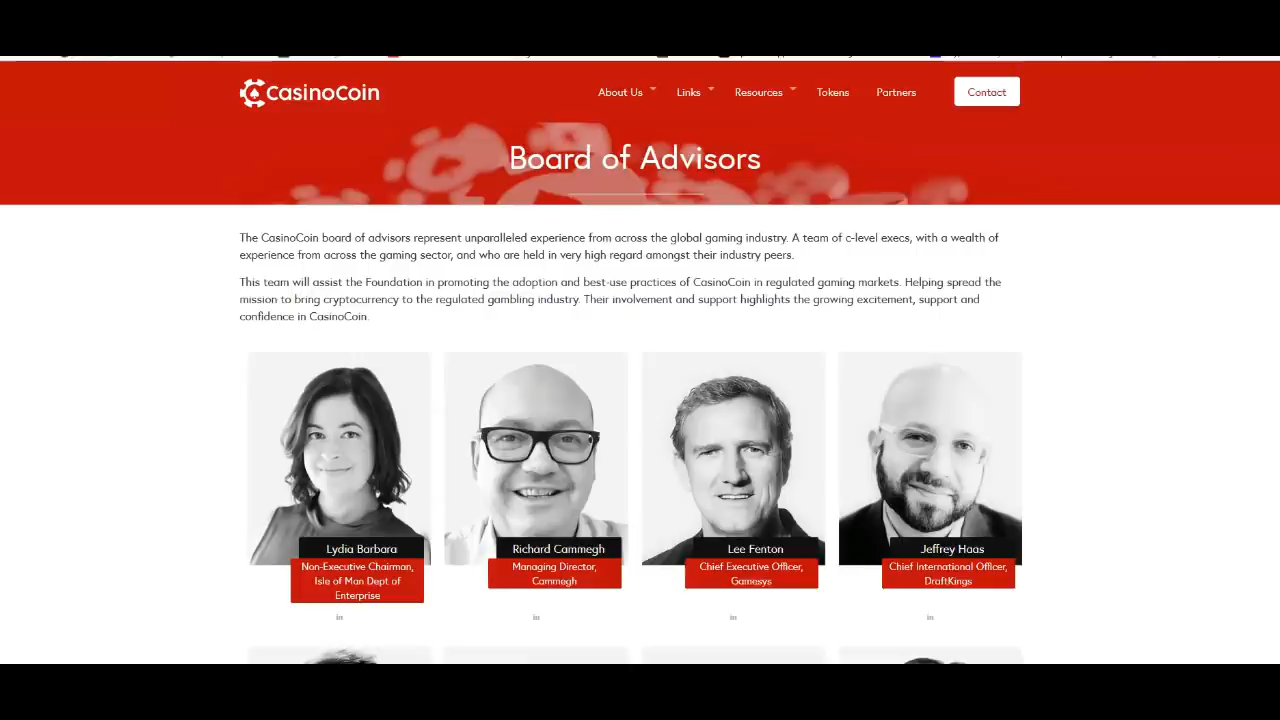 CasinoCoin
About Us
Links
Resources
Tokens
Partners
Contact
Board of Advisors
The CasinoCoin board of advisors represent unparalleled experience from across the global gaming industry. A team of c-level execs, with a wealth of
experience from across the gaming sector, and who are held in very high regard amongst their industry peers.
This team will assist the Foundation in promoting the adoption and best-use practices of CasinoCoin in regulated gaming markets. Helping spread the
mission to bring cryptocurrency to the regulated gambling industry. Their involvement and support highlights the growing excitement, support and
confidence in CasinoCoin.
Lydia Barbara
Non-Executive Chairman,
Isle of Man Dept of
Enterprise
in
Richard Cammegh
Managing Director,
Cammegh
in
Lee Fenton
Chief Executive Officer,
Gamesys
in
Jeffrey Haas
Chief International Officer,
DraftKings
in